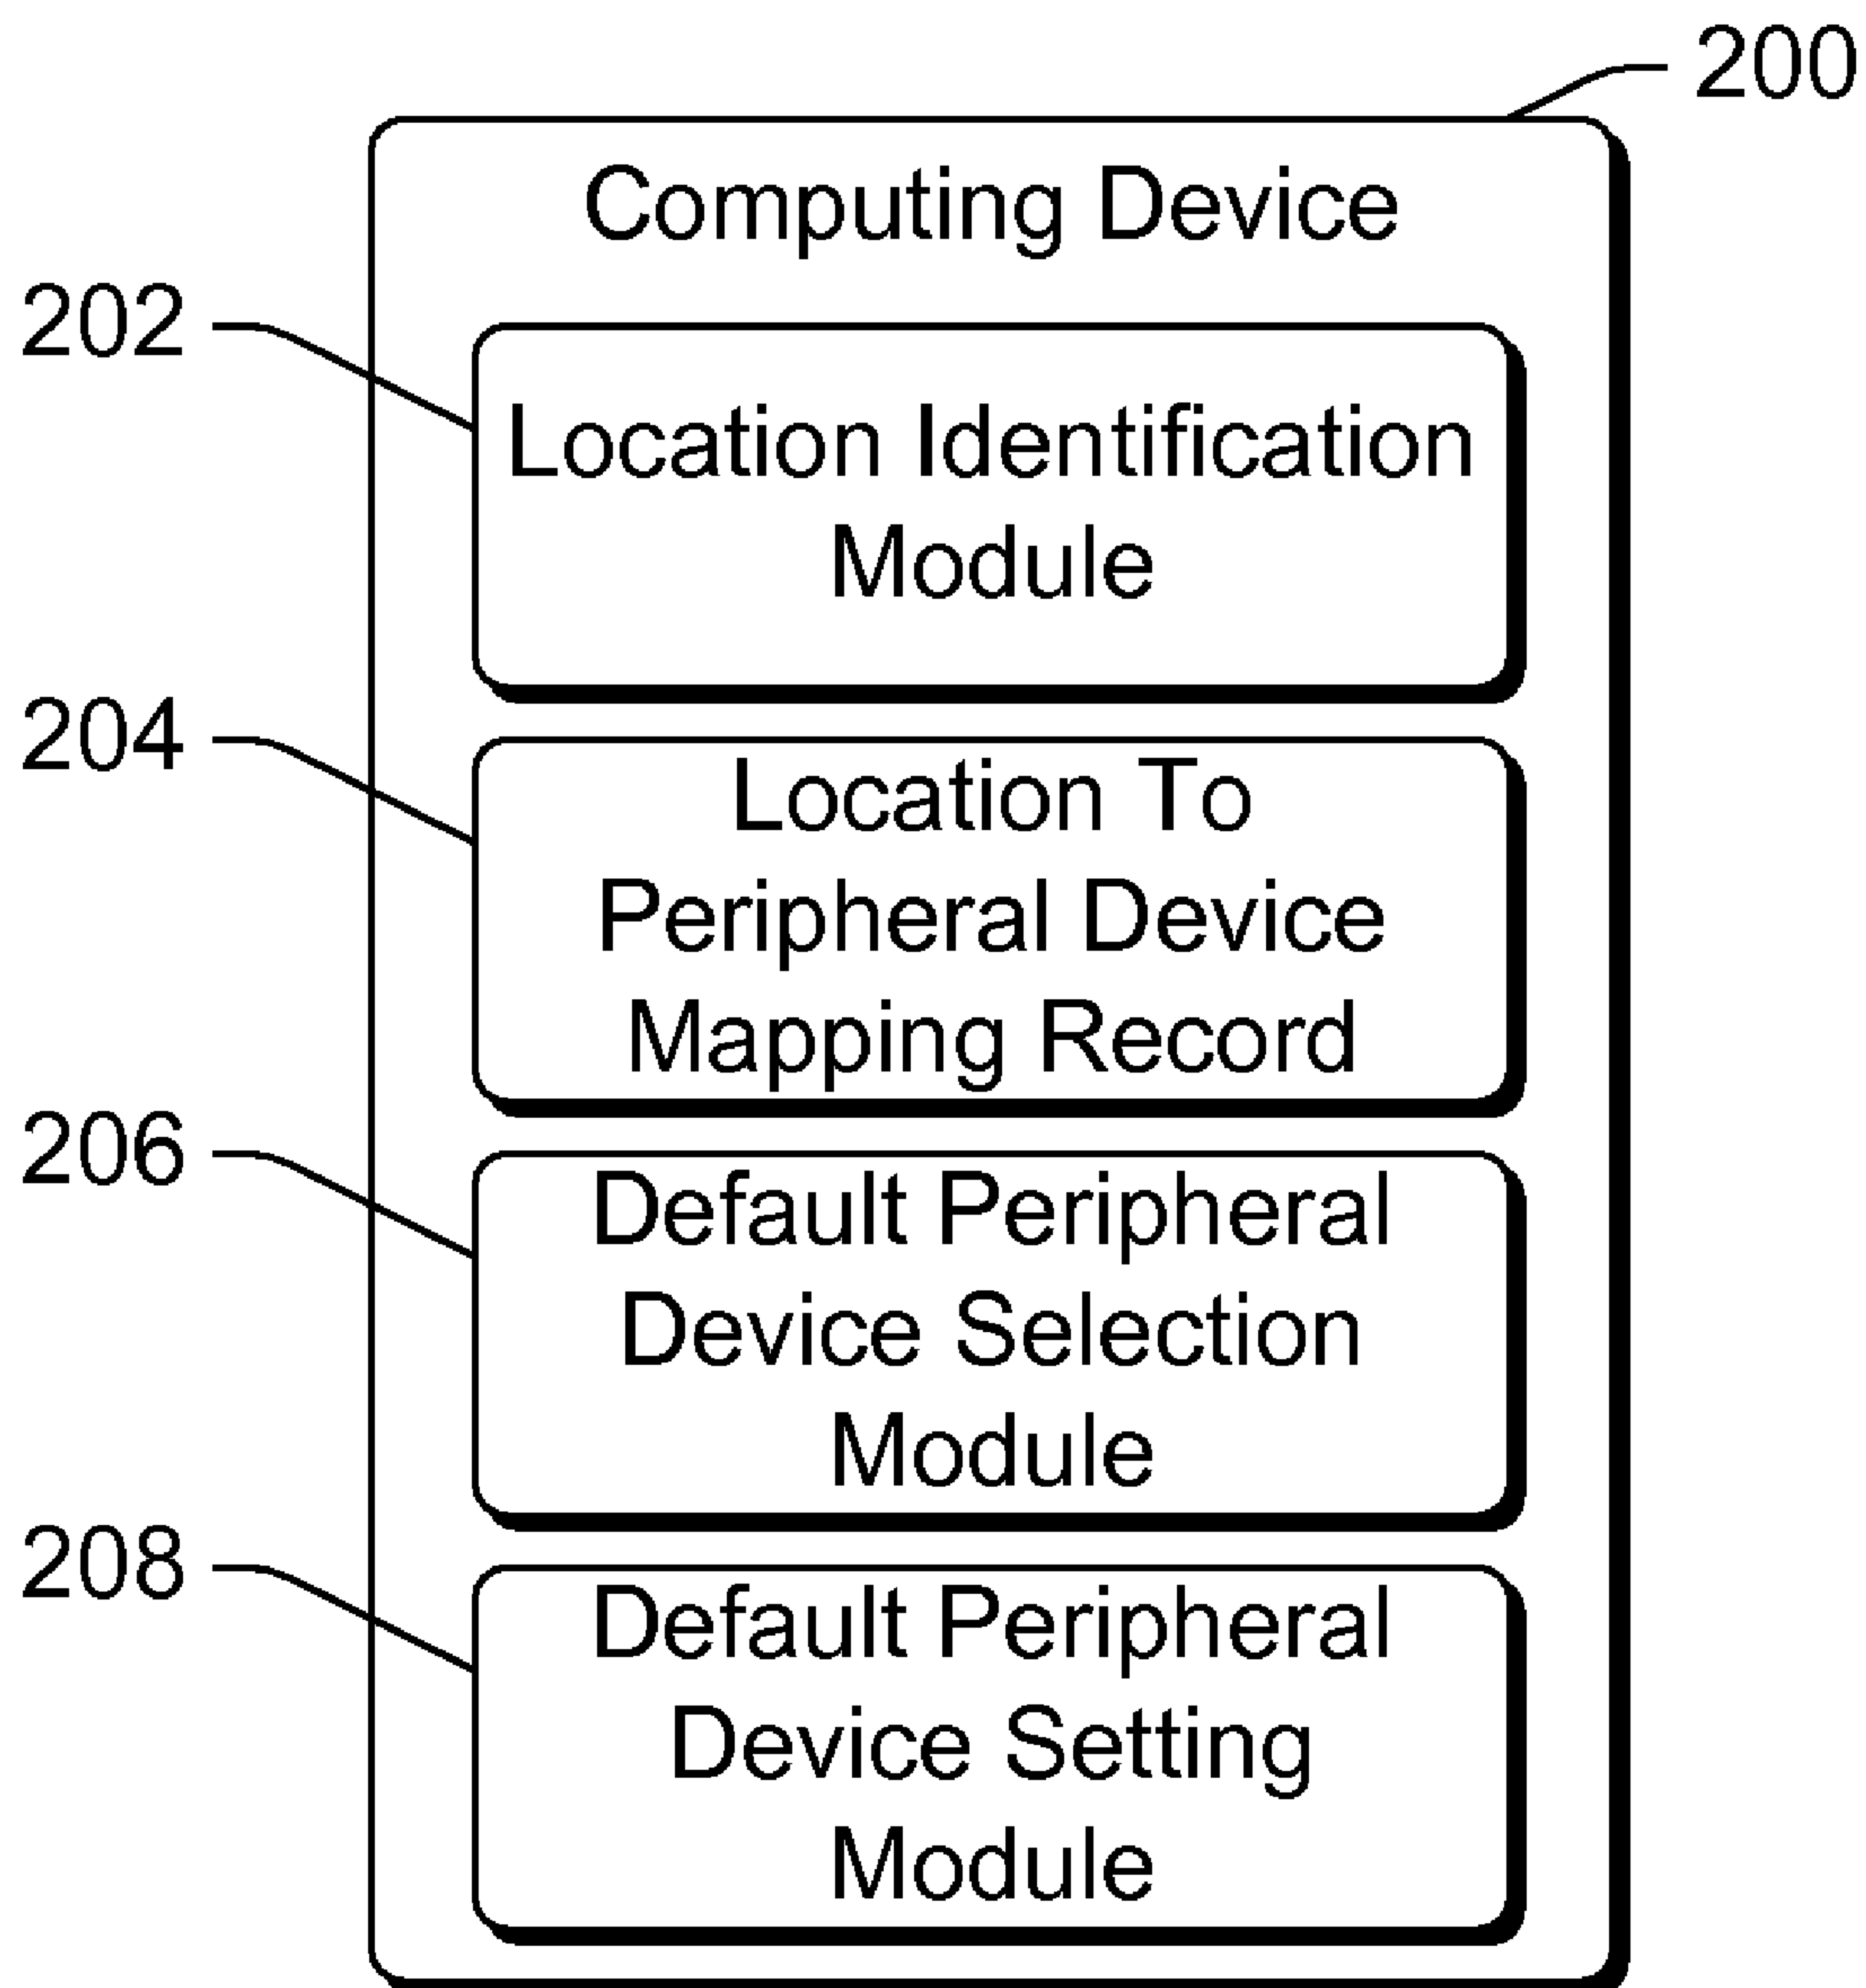 200
Computing Device
202
Location Identification
Module
204
Location To
Peripheral Device
Mapping Record
206
Default Peripheral
Device Selection
Module
208
Default Peripheral
Device Setting
Module